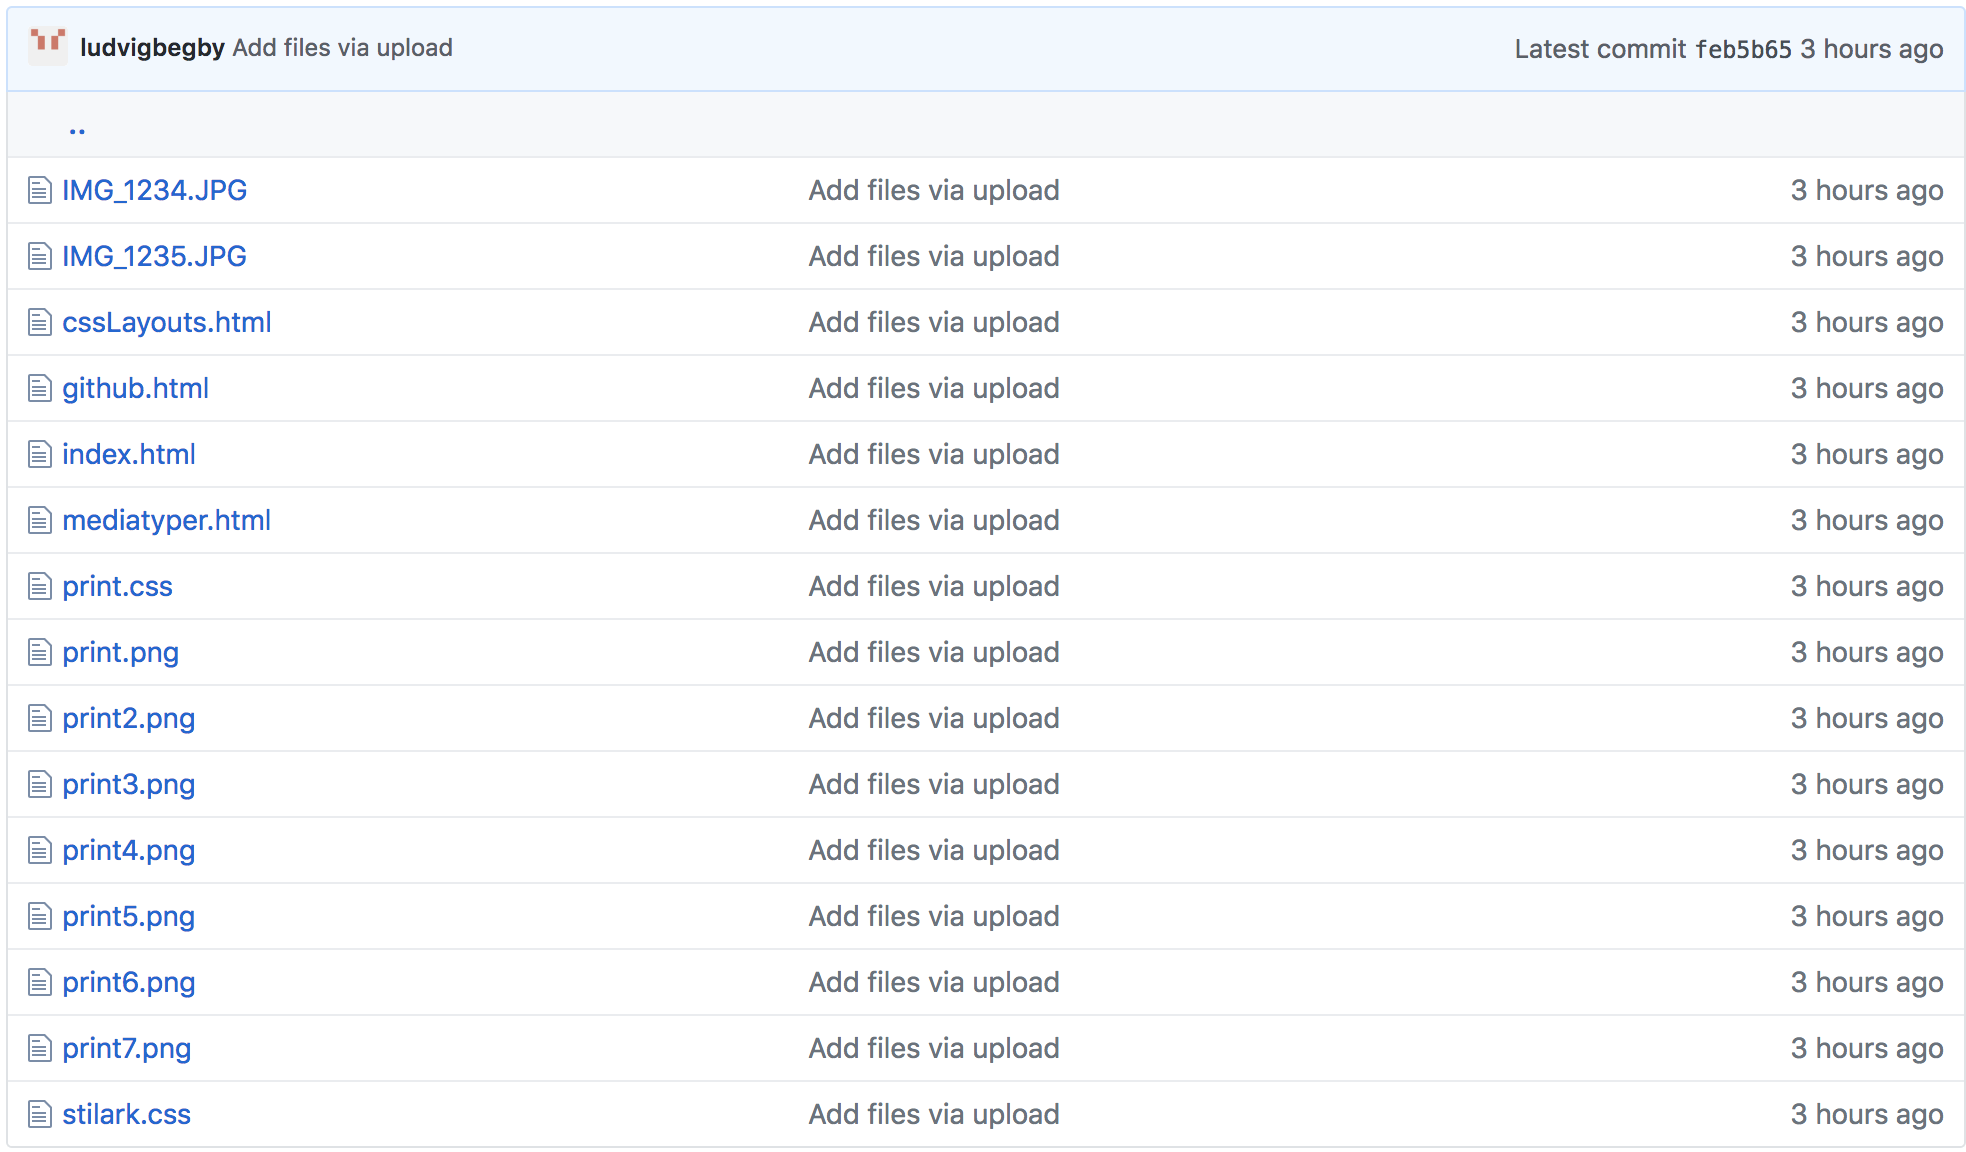 ludvigbegby Add files via upload Latest commit feb5b65 3 hours ago
..
IMG_1234.JPG Add files via upload 3 hours ago
IMG_1235.JPG Add files via upload 3 hours ago
cssLayouts.html Add files via upload 3 hours ago
github.html Add files via upload 3 hours ago
index.html Add files via upload 3 hours ago
mediatyper.html Add files via upload 3 hours ago
print.css Add files via upload 3 hours ago
print.png Add files via upload 3 hours ago
print2.png Add files via upload 3 hours ago
print3.png Add files via upload 3 hours ago
print4.png Add files via upload 3 hours ago
print5.png Add files via upload 3 hours ago
print6.png Add files via upload 3 hours ago
print7.png Add files via upload 3 hours ago
stilark.css Add files via upload 3 hours ago